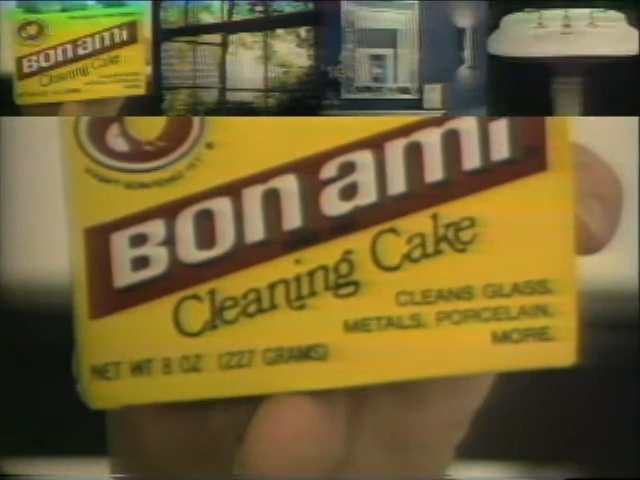 Bon ami
Cleaning Cake
Bon ami
Cleaning Cake
CLEANS GLASS,
METALS, PORCELAIN,
MORE.
NET WT 8 OZ (227 GRAMS)